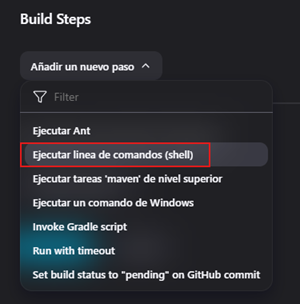 Build Steps
Añadir un nuevo paso
Filter
Ejecutar Ant
Ejecutar linea de comandos (shell)
Ejecutar tareas 'maven' de nivel superior
Ejecutar un comando de Windows
Invoke Gradle script
Run with timeout
Set build status to "pending" on GitHub commit